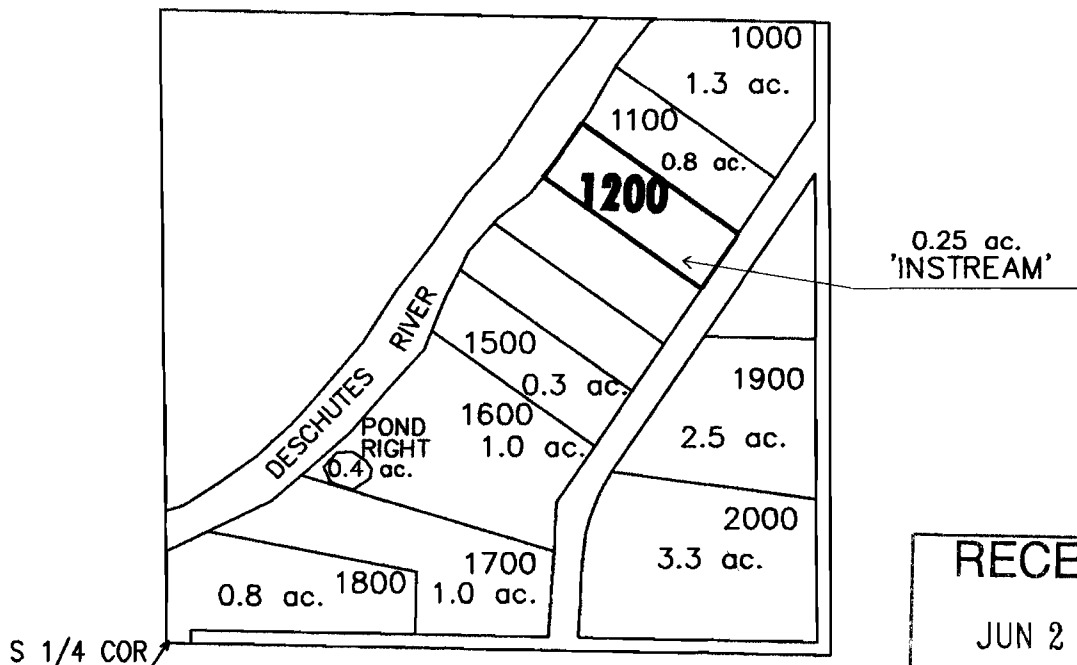 1000
1.3 ac.
1100
0.8 ac.
1200
0.25 ac.
'INSTREAM'
DESCHUTES RIVER
1500
0.3 ac.
1600
1.0 ac.
POND
RIGHT
0.4 ac.
1900
2.5 ac.
2000
3.3 ac.
1700
1.0 ac.
1800
0.8 ac.
S 1/4 COR
RECE
JUN 2